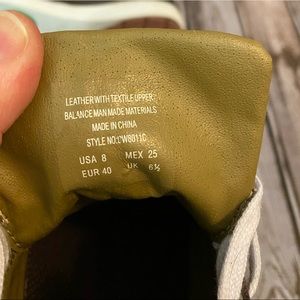 LEATHER WITH TEXTILE UPPER
BALANCE MAN MADE MATERIALS
MADE IN CHINA
STYLE NO: CW8011C
USA 8 MEX 25
EUR 40 UK 6½